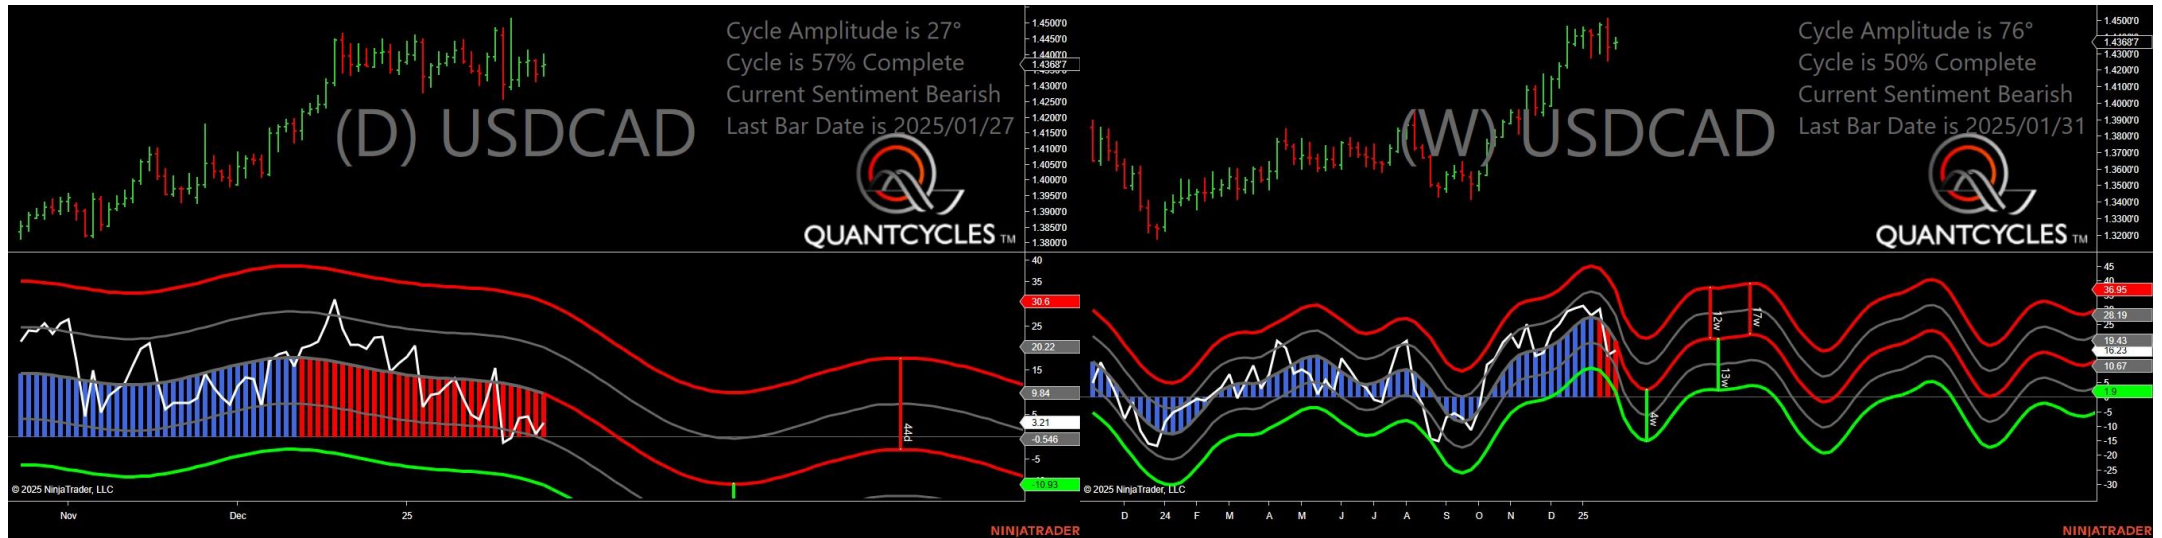 Cycle Amplitude is 27°
Cycle is 57% Complete
Current Sentiment Bearish
Last Bar Date is 2025/01/27
(D) USDCAD
QUANTCYCLES TM
1.4500'0
1.4450'0
1.4400'0
1.4368'7
1.4300'0
1.4250'0
1.4200'0
1.4150'0
1.4100'0
1.4050'0
1.4000'0
1.3950'0
1.3900'0
1.3850'0
1.3800'0
40
35
30.6
25
20.22
15
9.84
3.21
-0.546
-5
-10.93
44d
© 2025 NinjaTrader, LLC
Nov Dec 25
NINJATRADER
Cycle Amplitude is 76°
Cycle is 50% Complete
Current Sentiment Bearish
Last Bar Date is 2025/01/31
(W) USDCAD
QUANTCYCLES TM
1.4500'0
1.4368'7
1.4300'0
1.4200'0
1.4100'0
1.4000'0
1.3900'0
1.3800'0
1.3700'0
1.3600'0
1.3500'0
1.3400'0
1.3300'0
1.3200'0
45
36.95
28.19
25
19.43
16.23
10.67
1.9
-5
-10
-15
-20
-25
-30
12w
17w
13w
4w
© 2025 NinjaTrader, LLC
D 24 F M A M J J A S O N D 25
NINJATRADER